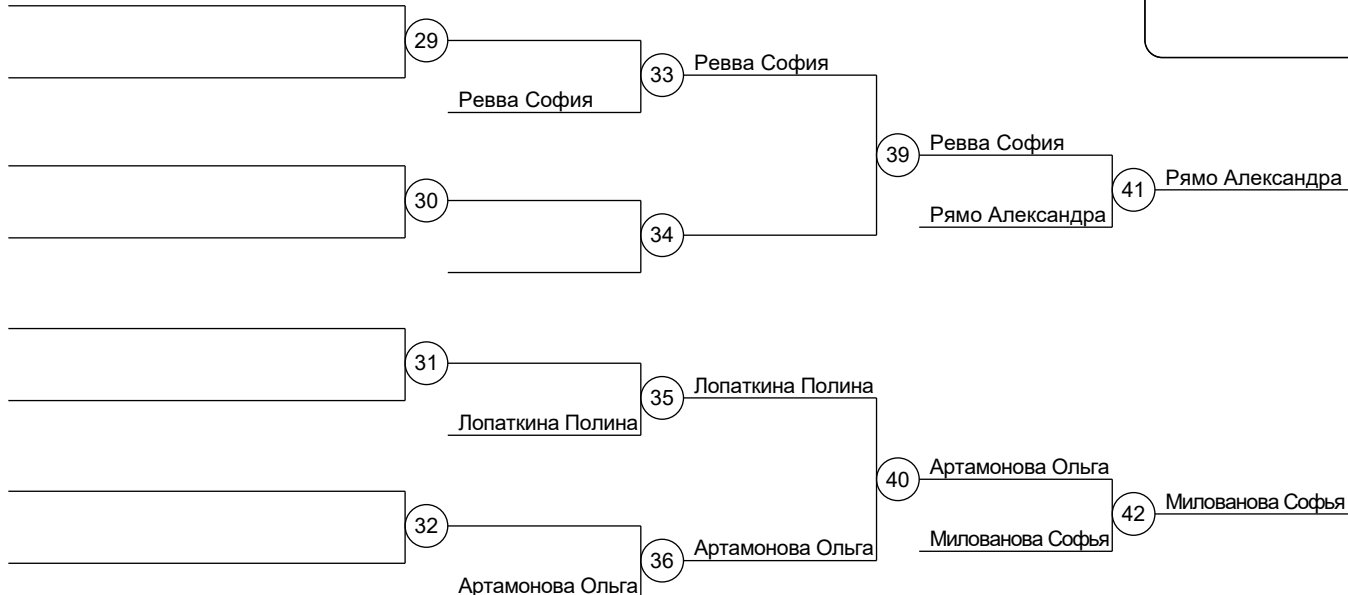 29
33
Ревва София
Ревва София
39
Ревва София
41
Рямо Александра
Рямо Александра
30
34
31
35
Лопаткина Полина
Лопаткина Полина
40
Артамонова Ольга
42
Милованова Софья
Милованова Софья
32
36
Артамонова Ольга
Артамонова Ольга